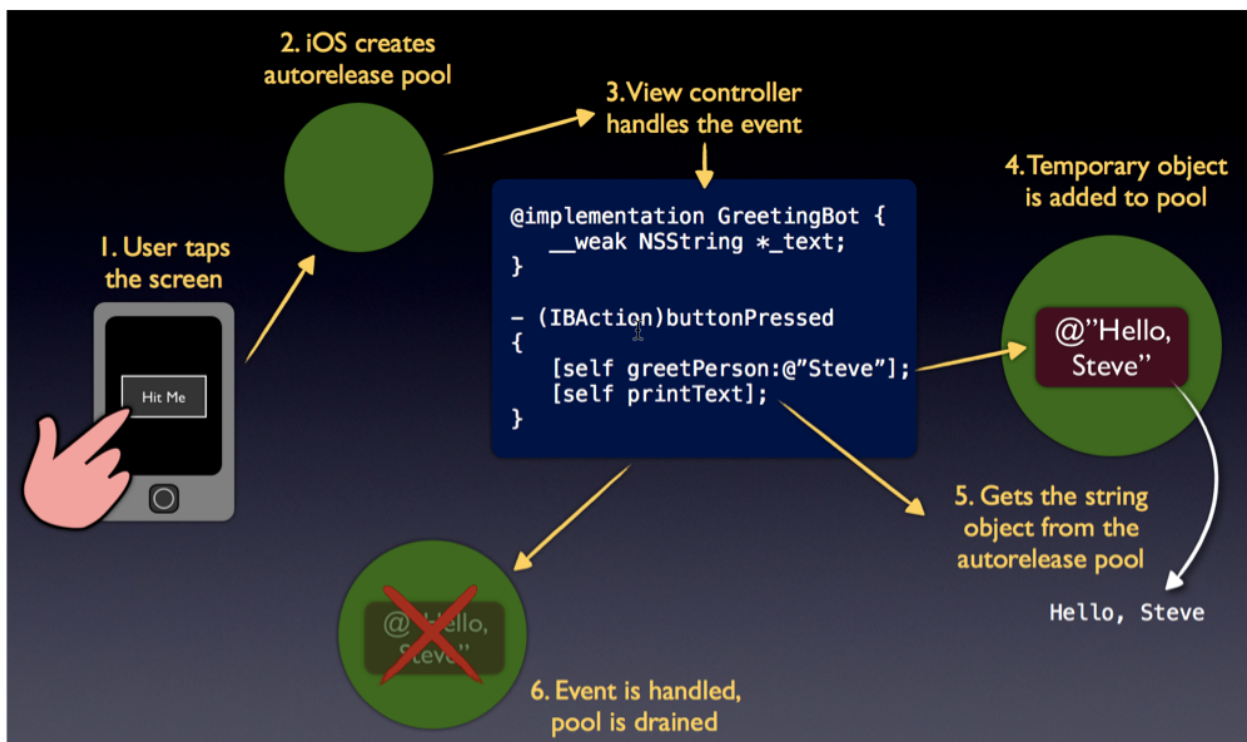 1. User taps
the screen
Hit Me
2. iOS creates
autorelease pool
3. View controller
handles the event
@implementation GreetingBot {
   __weak NSString *_text;
}
– (IBAction)buttonPressed
{
   [self greetPerson:@”Steve”];
   [self printText];
}
4. Temporary object
is added to pool
@”Hello,
Steve”
5. Gets the string
object from the
autorelease pool
Hello, Steve
@”Hello,
Steve”
6. Event is handled,
pool is drained